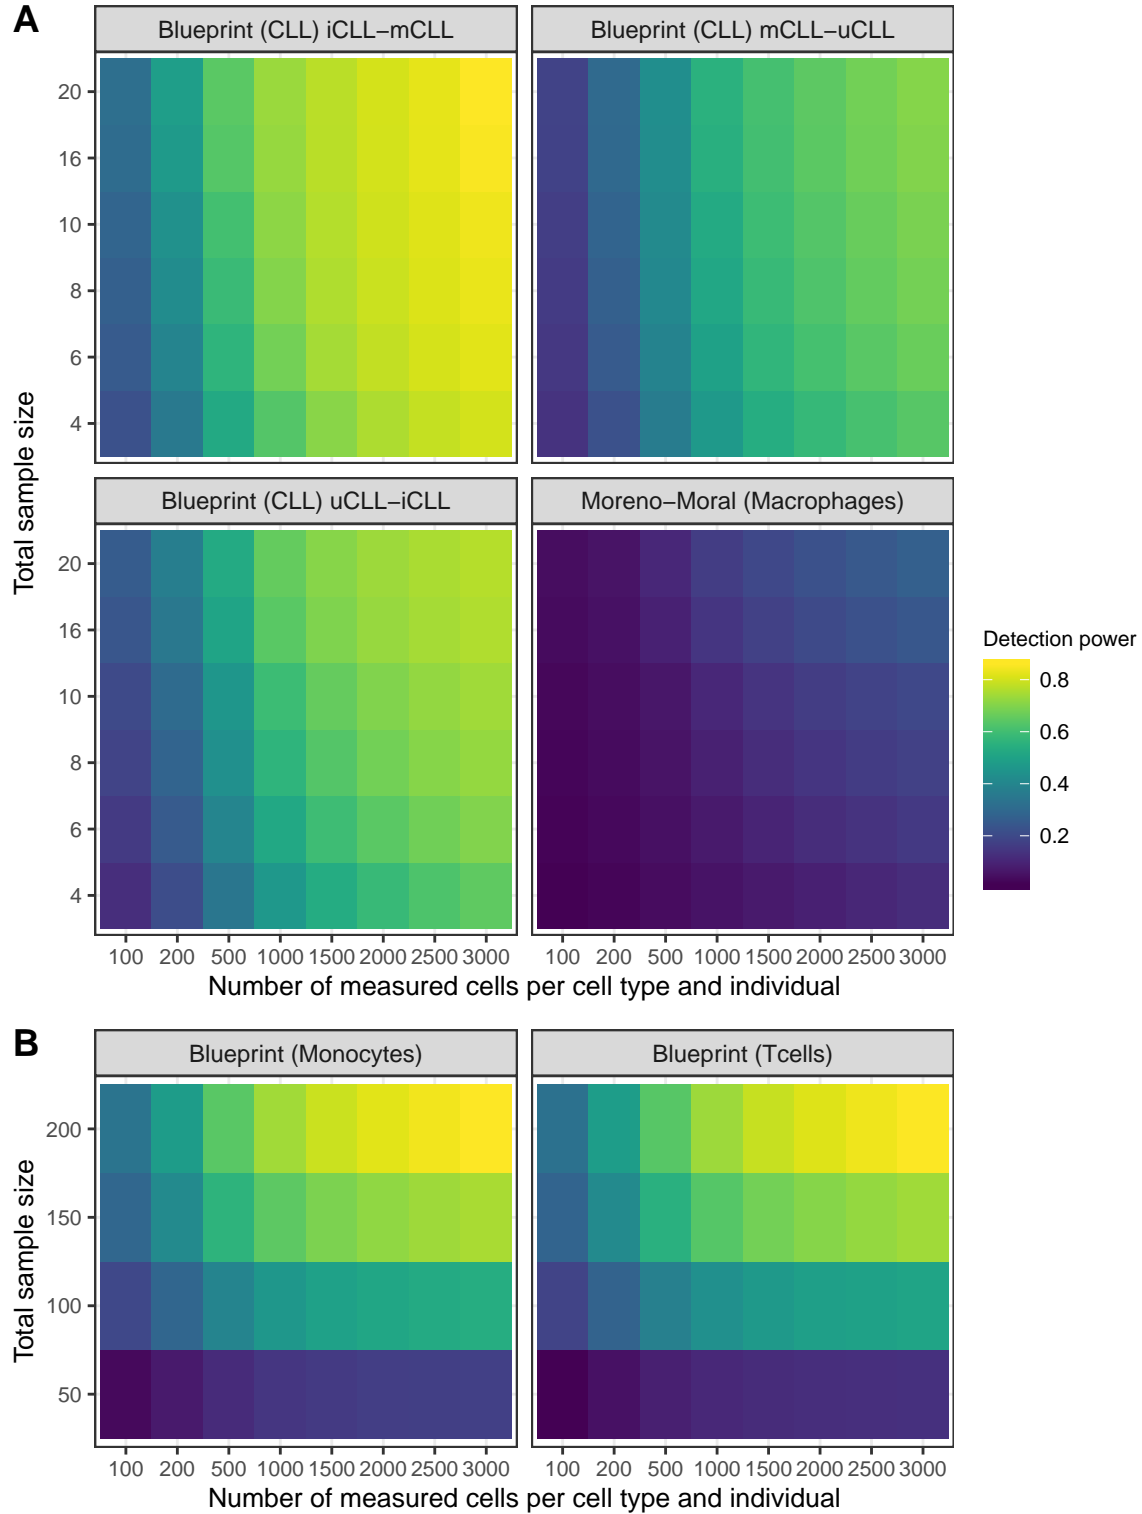 A
Blueprint (CLL) iCLL−mCLL
Blueprint (CLL) mCLL−uCLL
20
16
10
8
6
4
Total sample size
Blueprint (CLL) uCLL−iCLL
Moreno−Moral (Macrophages)
20
16
10
8
6
4
100 200 500 1000 1500 2000 2500 3000
100 200 500 1000 1500 2000 2500 3000
Number of measured cells per cell type and individual
Detection power
0.8
0.6
0.4
0.2
B
Blueprint (Monocytes)
Blueprint (Tcells)
200
150
100
50
Total sample size
100 200 500 1000 1500 2000 2500 3000
100 200 500 1000 1500 2000 2500 3000
Number of measured cells per cell type and individual